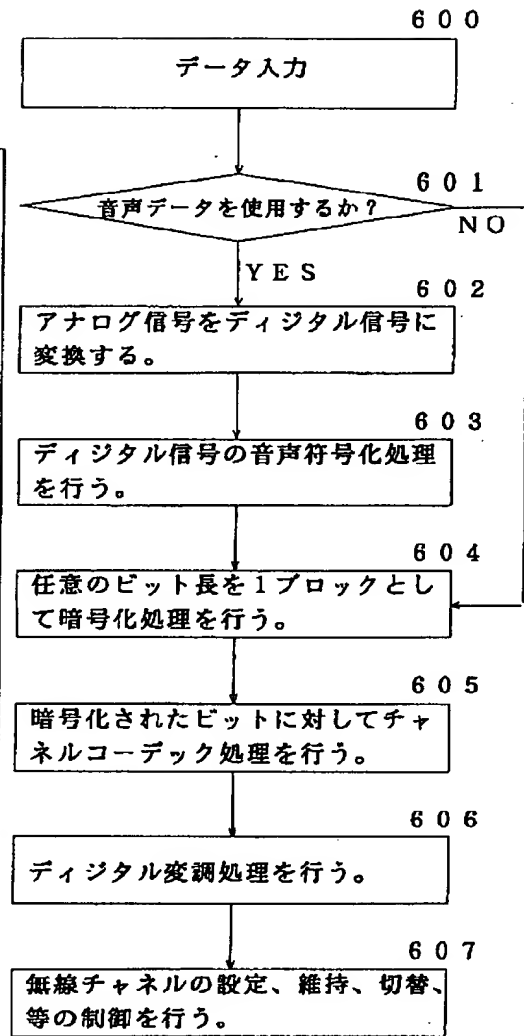 600
データ入力
601
音声データを使用するか？
NO
YES
602
アナログ信号をディジタル信号に
変換する。
603
ディジタル信号の音声符号化処理
を行う。
604
任意のビット長を1ブロックとし
て暗号化処理を行う。
605
暗号化されたビットに対してチャ
ネルコーデック処理を行う。
606
ディジタル変調処理を行う。
607
無線チャネルの設定、維持、切替、
等の制御を行う。